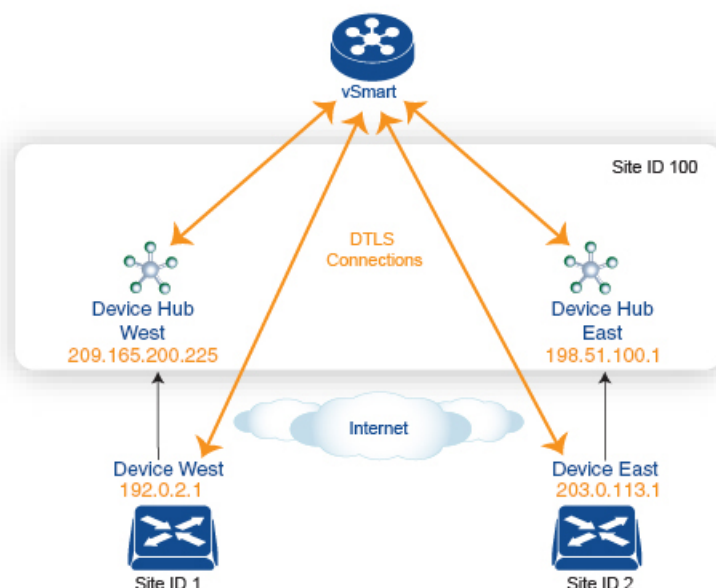 vSmart
Site ID 100
DTLS
Connections
Device Hub
West
209.165.200.225
Device Hub
East
198.51.100.1
Internet
Device West
192.0.2.1
Device East
203.0.113.1
Site ID 1
Site ID 2